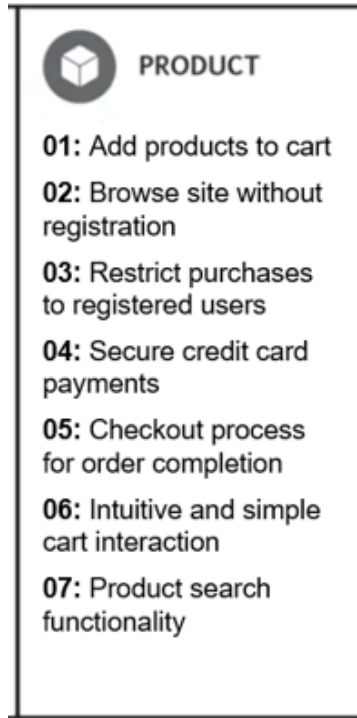 PRODUCT
01: Add products to cart
02: Browse site without
registration
03: Restrict purchases
to registered users
04: Secure credit card
payments
05: Checkout process
for order completion
06: Intuitive and simple
cart interaction
07: Product search
functionality